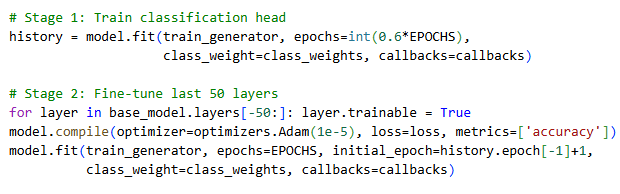 # Stage 1: Train classification head
history = model.fit(train_generator, epochs=int(0.6*EPOCHS),
                    class_weight=class_weights, callbacks=callbacks)

# Stage 2: Fine-tune last 50 layers
for layer in base_model.layers[-50:]: layer.trainable = True
model.compile(optimizer=optimizers.Adam(1e-5), loss=loss, metrics=['accuracy'])
model.fit(train_generator, epochs=EPOCHS, initial_epoch=history.epoch[-1]+1,
          class_weight=class_weights, callbacks=callbacks)